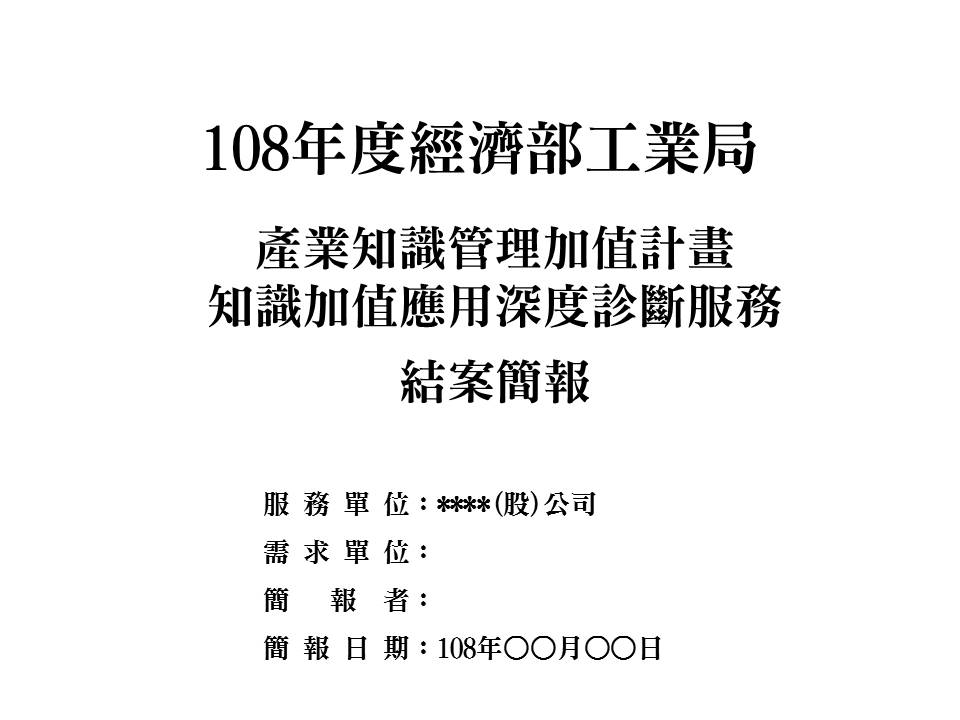 108年度經濟部工業局
產業知識管理加值計畫
知識加值應用深度診斷服務
結案簡報
服務單位：****(股)公司
需求單位：
簡報者：
簡報日期：108年〇〇月〇〇日